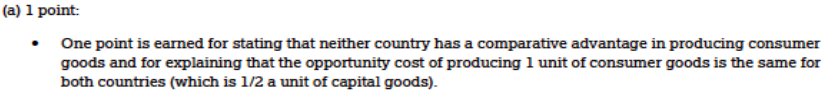 (a) 1 point:
• One point is earned for stating that neither country has a comparative advantage in producing consumer
goods and for explaining that the opportunity cost of producing 1 unit of consumer goods is the same for
both countries (which is 1/2 a unit of capital goods).